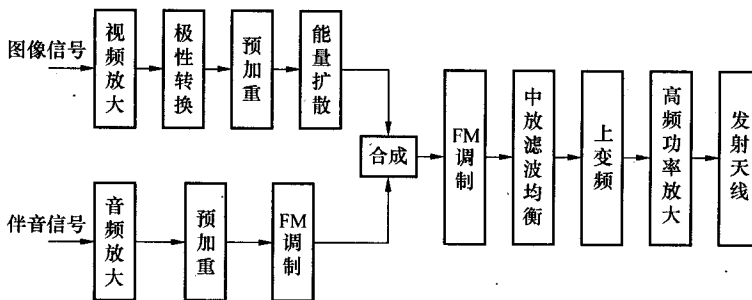 图像信号
视频放大
极性转换
预加重
能量扩散
伴音信号
音频放大
预加重
FM调制
合成
FM调制
中放滤波均衡
上变频
高频功率放大
发射天线